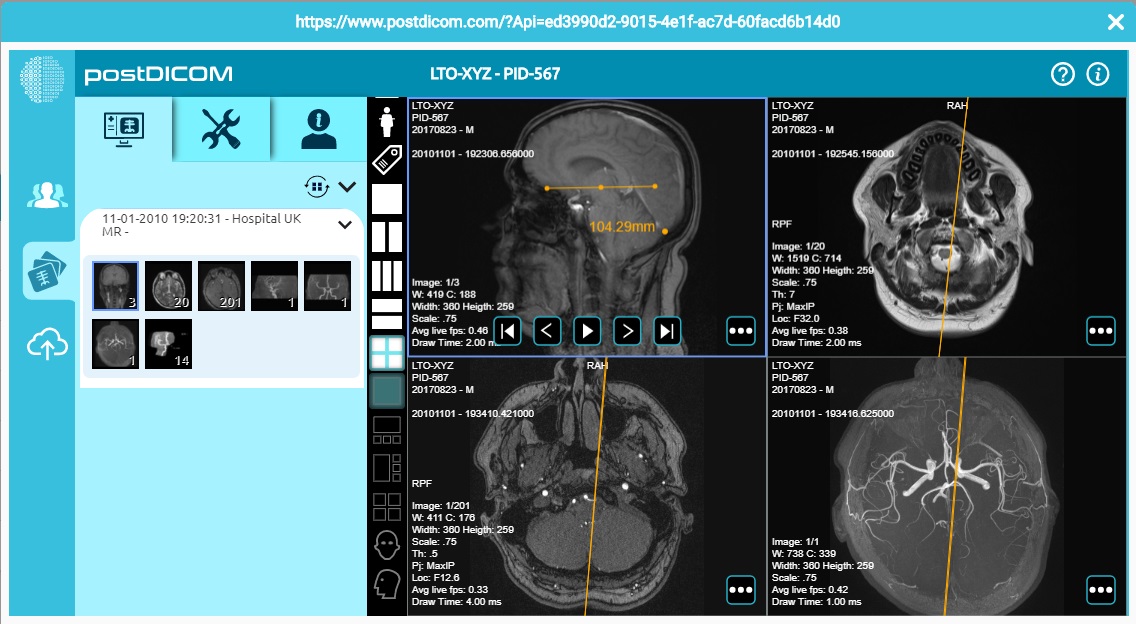 https://www.postdicom.com/?Api=ed3990d2-9015-4e1f-ac7d-60facd6b14d0
postDICOM
LTO-XYZ - PID-567
11-01-2010 19:20:31 - Hospital UK
MR -
3
20
201
1
1
1
14
LTO-XYZ
PID-567
20170823 - M
20101101 - 192306.656000
104.29mm
Image: 1/3
W: 419 C: 188
Width: 360 Heigth: 259
Scale: .75
Avg live fps: 0.46
Draw Time: 2.00 ms
LTO-XYZ
RAH
PID-567
20170823 - M
20101101 - 192545.156000
RPF
Image: 1/20
W: 1519 C: 714
Width: 360 Heigth: 259
Scale: .75
Th: 7
Pj: MaxIP
Loc: F32.0
Avg live fps: 0.38
Draw Time: 2.00 ms
LTO-XYZ
RAH
PID-567
20170823 - M
20101101 - 193410.421000
RPF
Image: 1/201
W: 411 C: 176
Width: 360 Heigth: 259
Scale: .75
Th: .5
Pj: MaxIP
Loc: F12.6
Avg live fps: 0.33
Draw Time: 4.00 ms
LTO-XYZ
PID-567
20170823 - M
20101101 - 193416.625000
Image: 1/1
W: 738 C: 339
Width: 360 Heigth: 259
Scale: .75
Avg live fps: 0.42
Draw Time: 1.00 ms